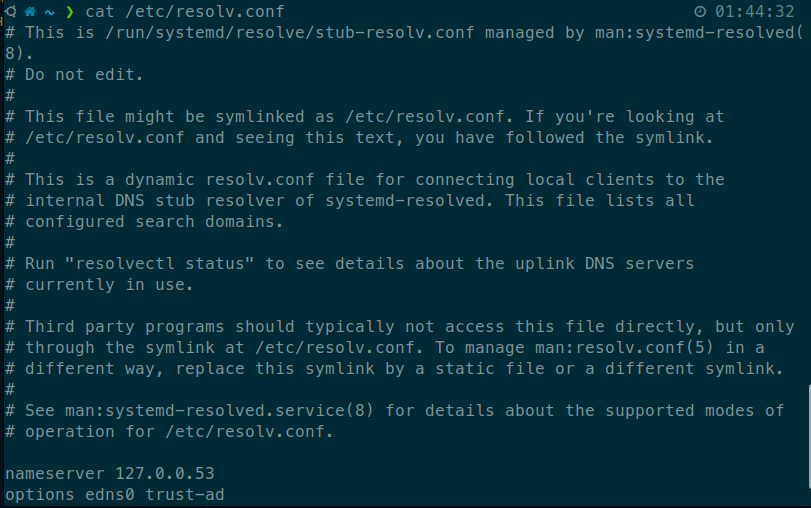 ~ ❯ cat /etc/resolv.conf 01:44:32
# This is /run/systemd/resolve/stub-resolv.conf managed by man:systemd-resolved(
8).
# Do not edit.
#
# This file might be symlinked as /etc/resolv.conf. If you're looking at
# /etc/resolv.conf and seeing this text, you have followed the symlink.
#
# This is a dynamic resolv.conf file for connecting local clients to the
# internal DNS stub resolver of systemd-resolved. This file lists all
# configured search domains.
#
# Run "resolvectl status" to see details about the uplink DNS servers
# currently in use.
#
# Third party programs should typically not access this file directly, but only
# through the symlink at /etc/resolv.conf. To manage man:resolv.conf(5) in a
# different way, replace this symlink by a static file or a different symlink.
#
# See man:systemd-resolved.service(8) for details about the supported modes of
# operation for /etc/resolv.conf.

nameserver 127.0.0.53
options edns0 trust-ad